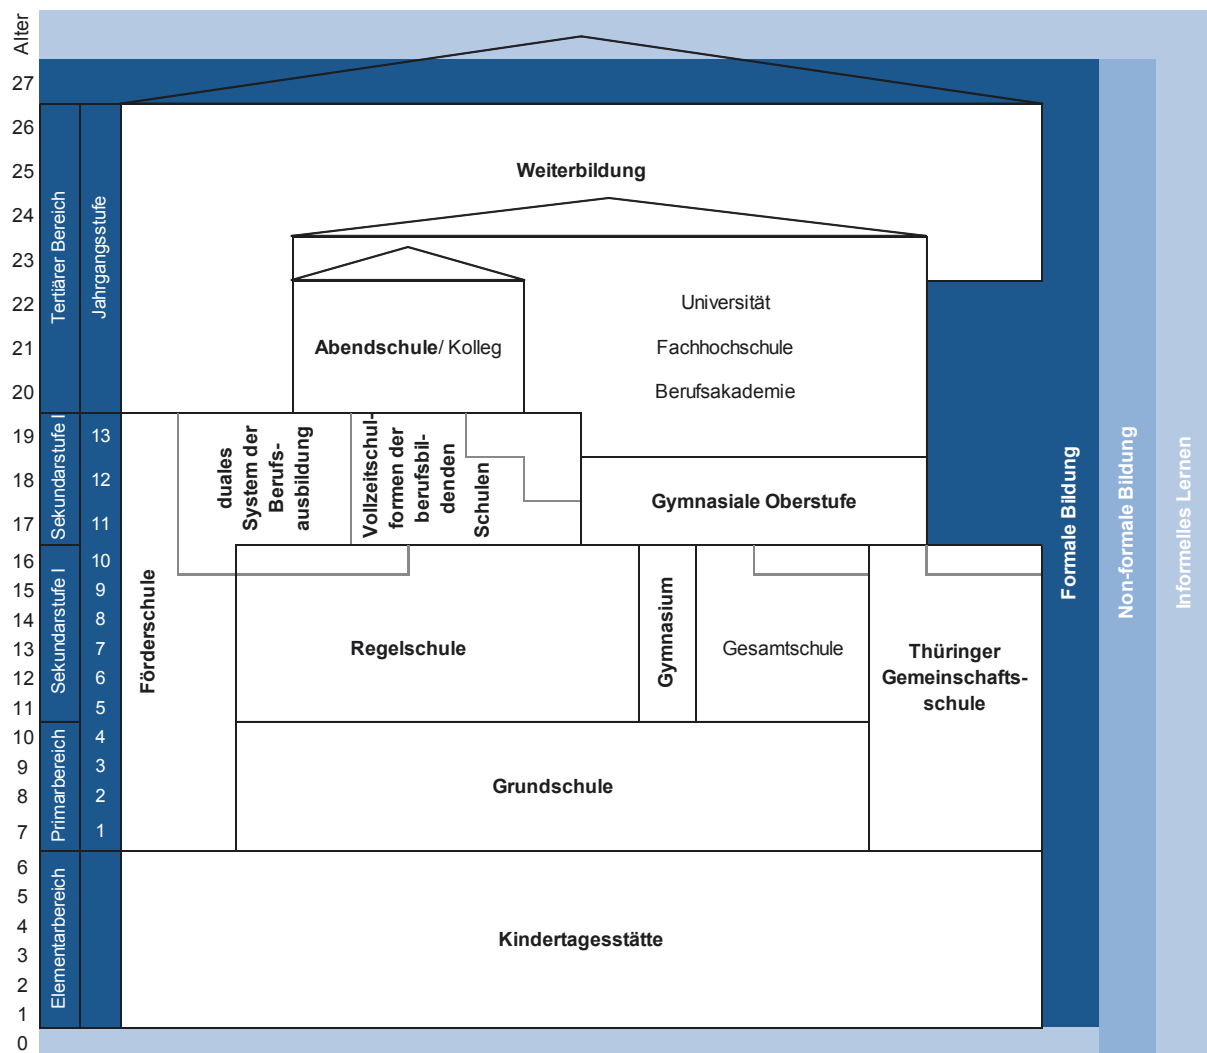 Alter
27
26
25
24
23
22
21
20
19
18
17
16
15
14
13
12
11
10
9
8
7
6
5
4
3
2
1
0
Tertiärer Bereich
Sekundarstufe I
Sekundarstufe I
Primarbereich
Elementarbereich
Jahrgangsstufe
13
12
11
10
9
8
7
6
5
4
3
2
1
Weiterbildung
Universität
Fachhochschule
Berufsakademie
Abendschule/ Kolleg
duales
System der
Berufs-
ausbildung
Vollzeitschul-
formen der
berufsbil-
denden
Schulen
Gymnasiale Oberstufe
Förderschule
Regelschule
Gymnasium
Gesamtschule
Thüringer
Gemeinschafts-
schule
Grundschule
Kindertagesstätte
Formale Bildung
Non-formale Bildung
Informelles Lernen